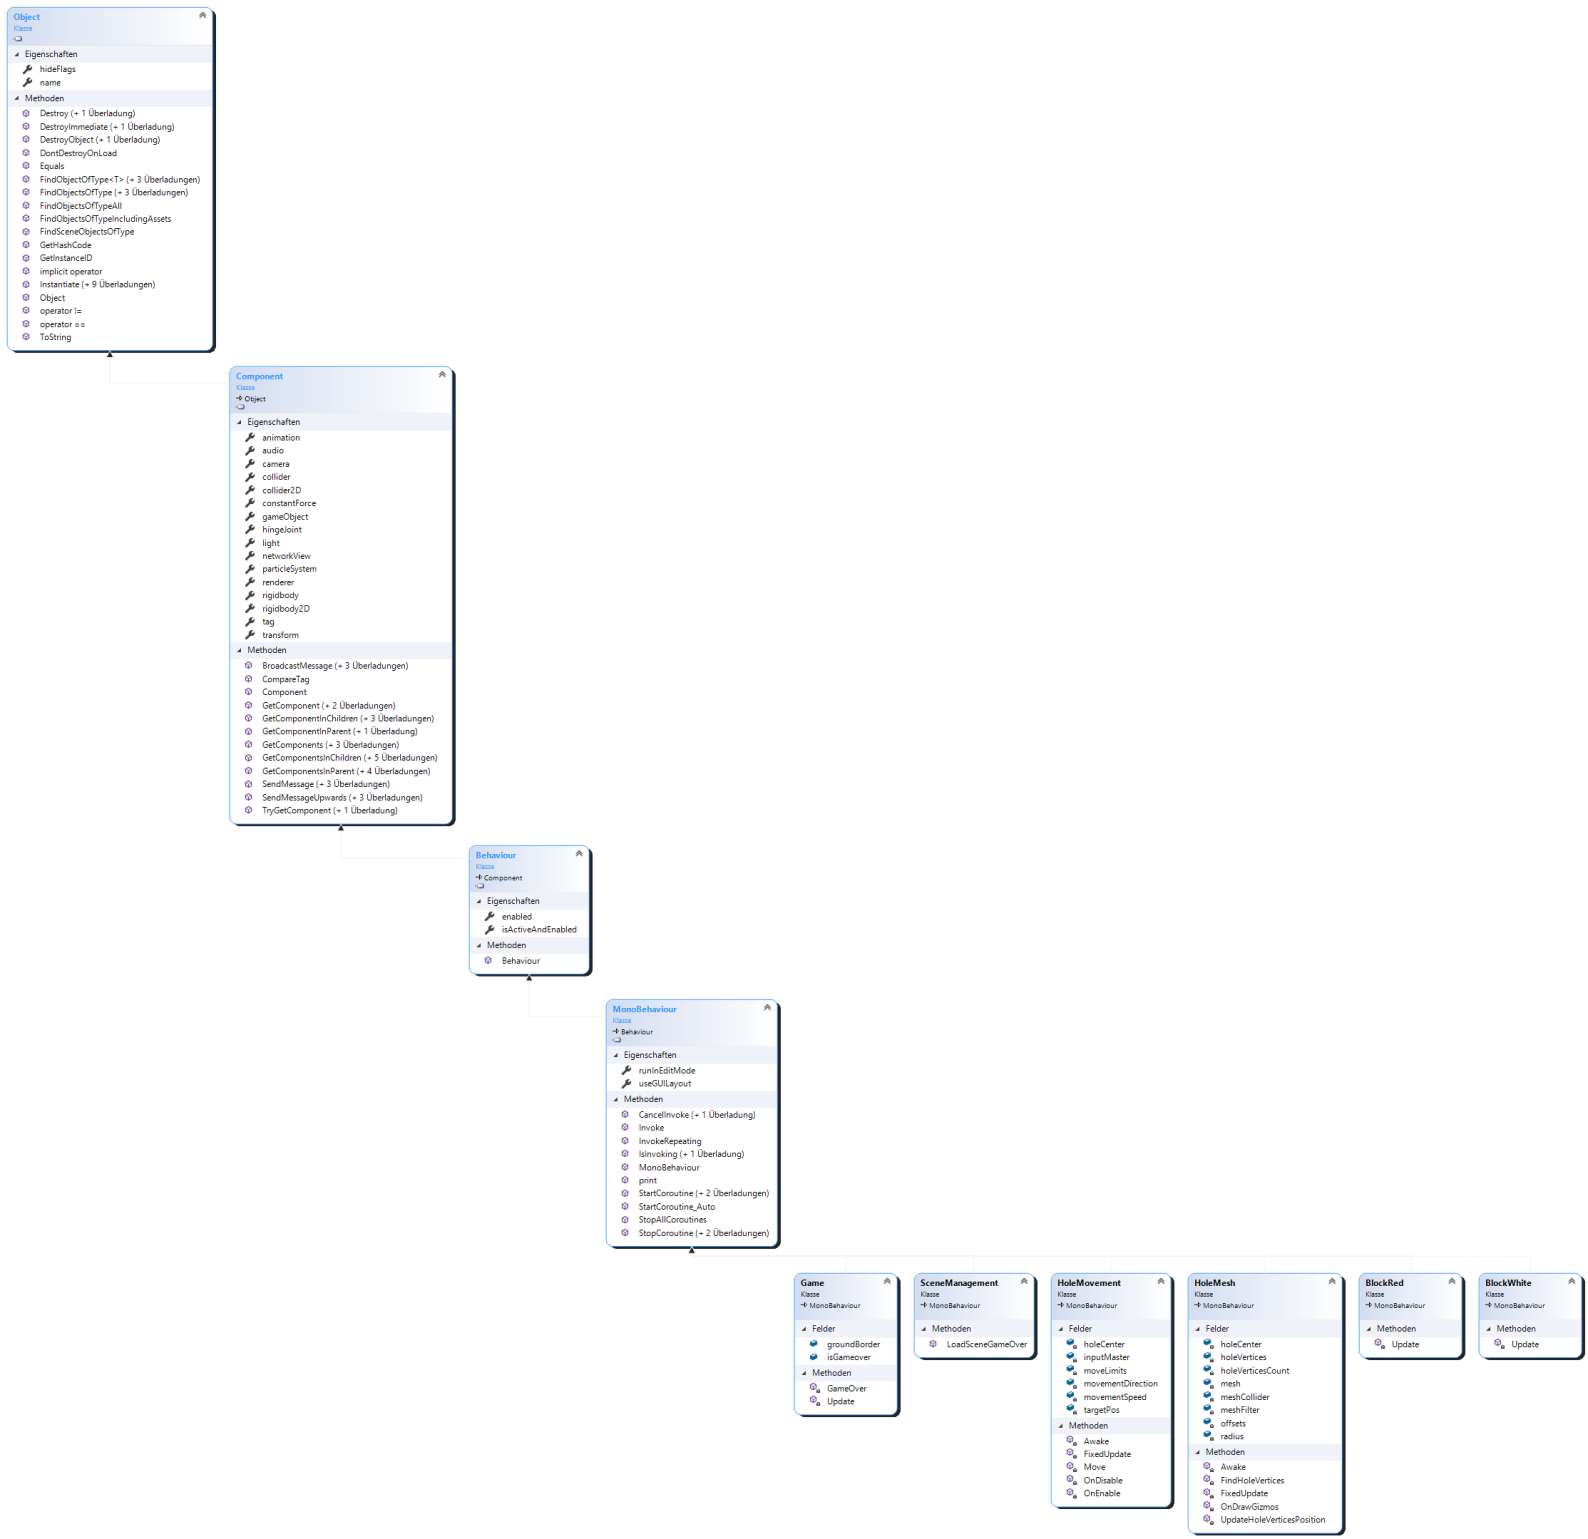 Object
Klasse
Eigenschaften
hideFlags
name
Methoden
Destroy (+ 1 Überladung)
DestroyImmediate (+ 1 Überladung)
DestroyObject (+ 1 Überladung)
DontDestroyOnLoad
Equals
FindObjectOfType<T> (+ 3 Überladungen)
FindObjectsOfType (+ 3 Überladungen)
FindObjectsOfTypeAll
FindObjectsOfTypeIncludingAssets
FindSceneObjectsOfType
GetHashCode
GetInstanceID
implicit operator
Instantiate (+ 9 Überladungen)
Object
operator !=
operator ==
ToString
Component
Klasse
Object
Eigenschaften
animation
audio
camera
collider
collider2D
constantForce
gameObject
hingeJoint
light
networkView
particleSystem
renderer
rigidbody
rigidbody2D
tag
transform
Methoden
BroadcastMessage (+ 3 Überladungen)
CompareTag
Component
GetComponent (+ 2 Überladungen)
GetComponentInChildren (+ 3 Überladungen)
GetComponentInParent (+ 1 Überladung)
GetComponents (+ 3 Überladungen)
GetComponentsInChildren (+ 5 Überladungen)
GetComponentsInParent (+ 4 Überladungen)
SendMessage (+ 3 Überladungen)
SendMessageUpwards (+ 3 Überladungen)
TryGetComponent (+ 1 Überladung)
Behaviour
Klasse
Component
Eigenschaften
enabled
isActiveAndEnabled
Methoden
Behaviour
MonoBehaviour
Klasse
Behaviour
Eigenschaften
runInEditMode
useGUILayout
Methoden
CancelInvoke (+ 1 Überladung)
Invoke
InvokeRepeating
IsInvoking (+ 1 Überladung)
MonoBehaviour
print
StartCoroutine (+ 2 Überladungen)
StartCoroutine_Auto
StopAllCoroutines
StopCoroutine (+ 2 Überladungen)
Game
Klasse
MonoBehaviour
Felder
groundBorder
isGameover
Methoden
GameOver
Update
SceneManagement
Klasse
MonoBehaviour
Methoden
LoadSceneGameOver
HoleMovement
Klasse
MonoBehaviour
Felder
holeCenter
inputMaster
moveLimits
movementDirection
movementSpeed
targetPos
Methoden
Awake
FixedUpdate
Move
OnDisable
OnEnable
HoleMesh
Klasse
MonoBehaviour
Felder
holeCenter
holeVertices
holeVerticesCount
mesh
meshCollider
meshFilter
offsets
radius
Methoden
Awake
FindHoleVertices
FixedUpdate
OnDrawGizmos
UpdateHoleVerticesPosition
BlockRed
Klasse
MonoBehaviour
Methoden
Update
BlockWhite
Klasse
MonoBehaviour
Methoden
Update